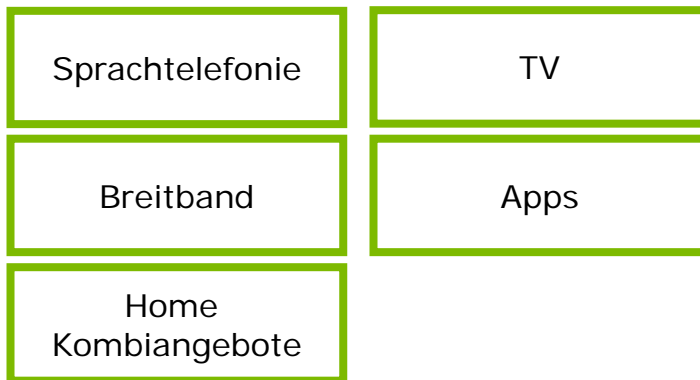 Sprachtelefonie
TV
Breitband
Apps
Home
Kombiangebote